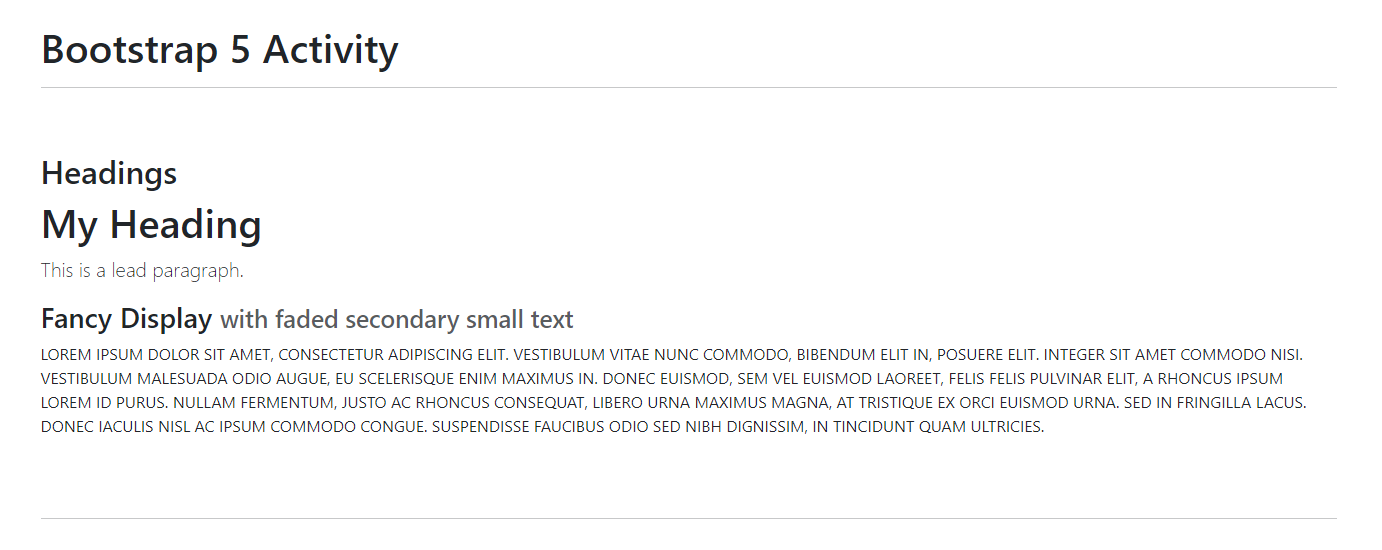 Bootstrap 5 Activity
Headings
My Heading
This is a lead paragraph.
Fancy Display with faded secondary small text
LOREM IPSUM DOLOR SIT AMET, CONSECTETUR ADIPISCING ELIT. VESTIBULUM VITAE NUNC COMMODO, BIBENDUM ELIT IN, POSUERE ELIT. INTEGER SIT AMET COMMODO NISI.
VESTIBULUM MALESUADA ODIO AUGUE, EU SCELERISQUE ENIM MAXIMUS IN. DONEC EUISMOD, SEM VEL EUISMOD LAOREET, FELIS FELIS PULVINAR ELIT, A RHONCUS IPSUM
LOREM ID PURUS. NULLAM FERMENTUM, JUSTO AC RHONCUS CONSEQUAT, LIBERO URNA MAXIMUS MAGNA, AT TRISTIQUE EX ORCI EUISMOD URNA. SED IN FRINGILLA LACUS.
DONEC IACULIS NISL AC IPSUM COMMODO CONGUE. SUSPENDISSE FAUCIBUS ODIO SED NIBH DIGNISSIM, IN TINCIDUNT QUAM ULTRICIES.